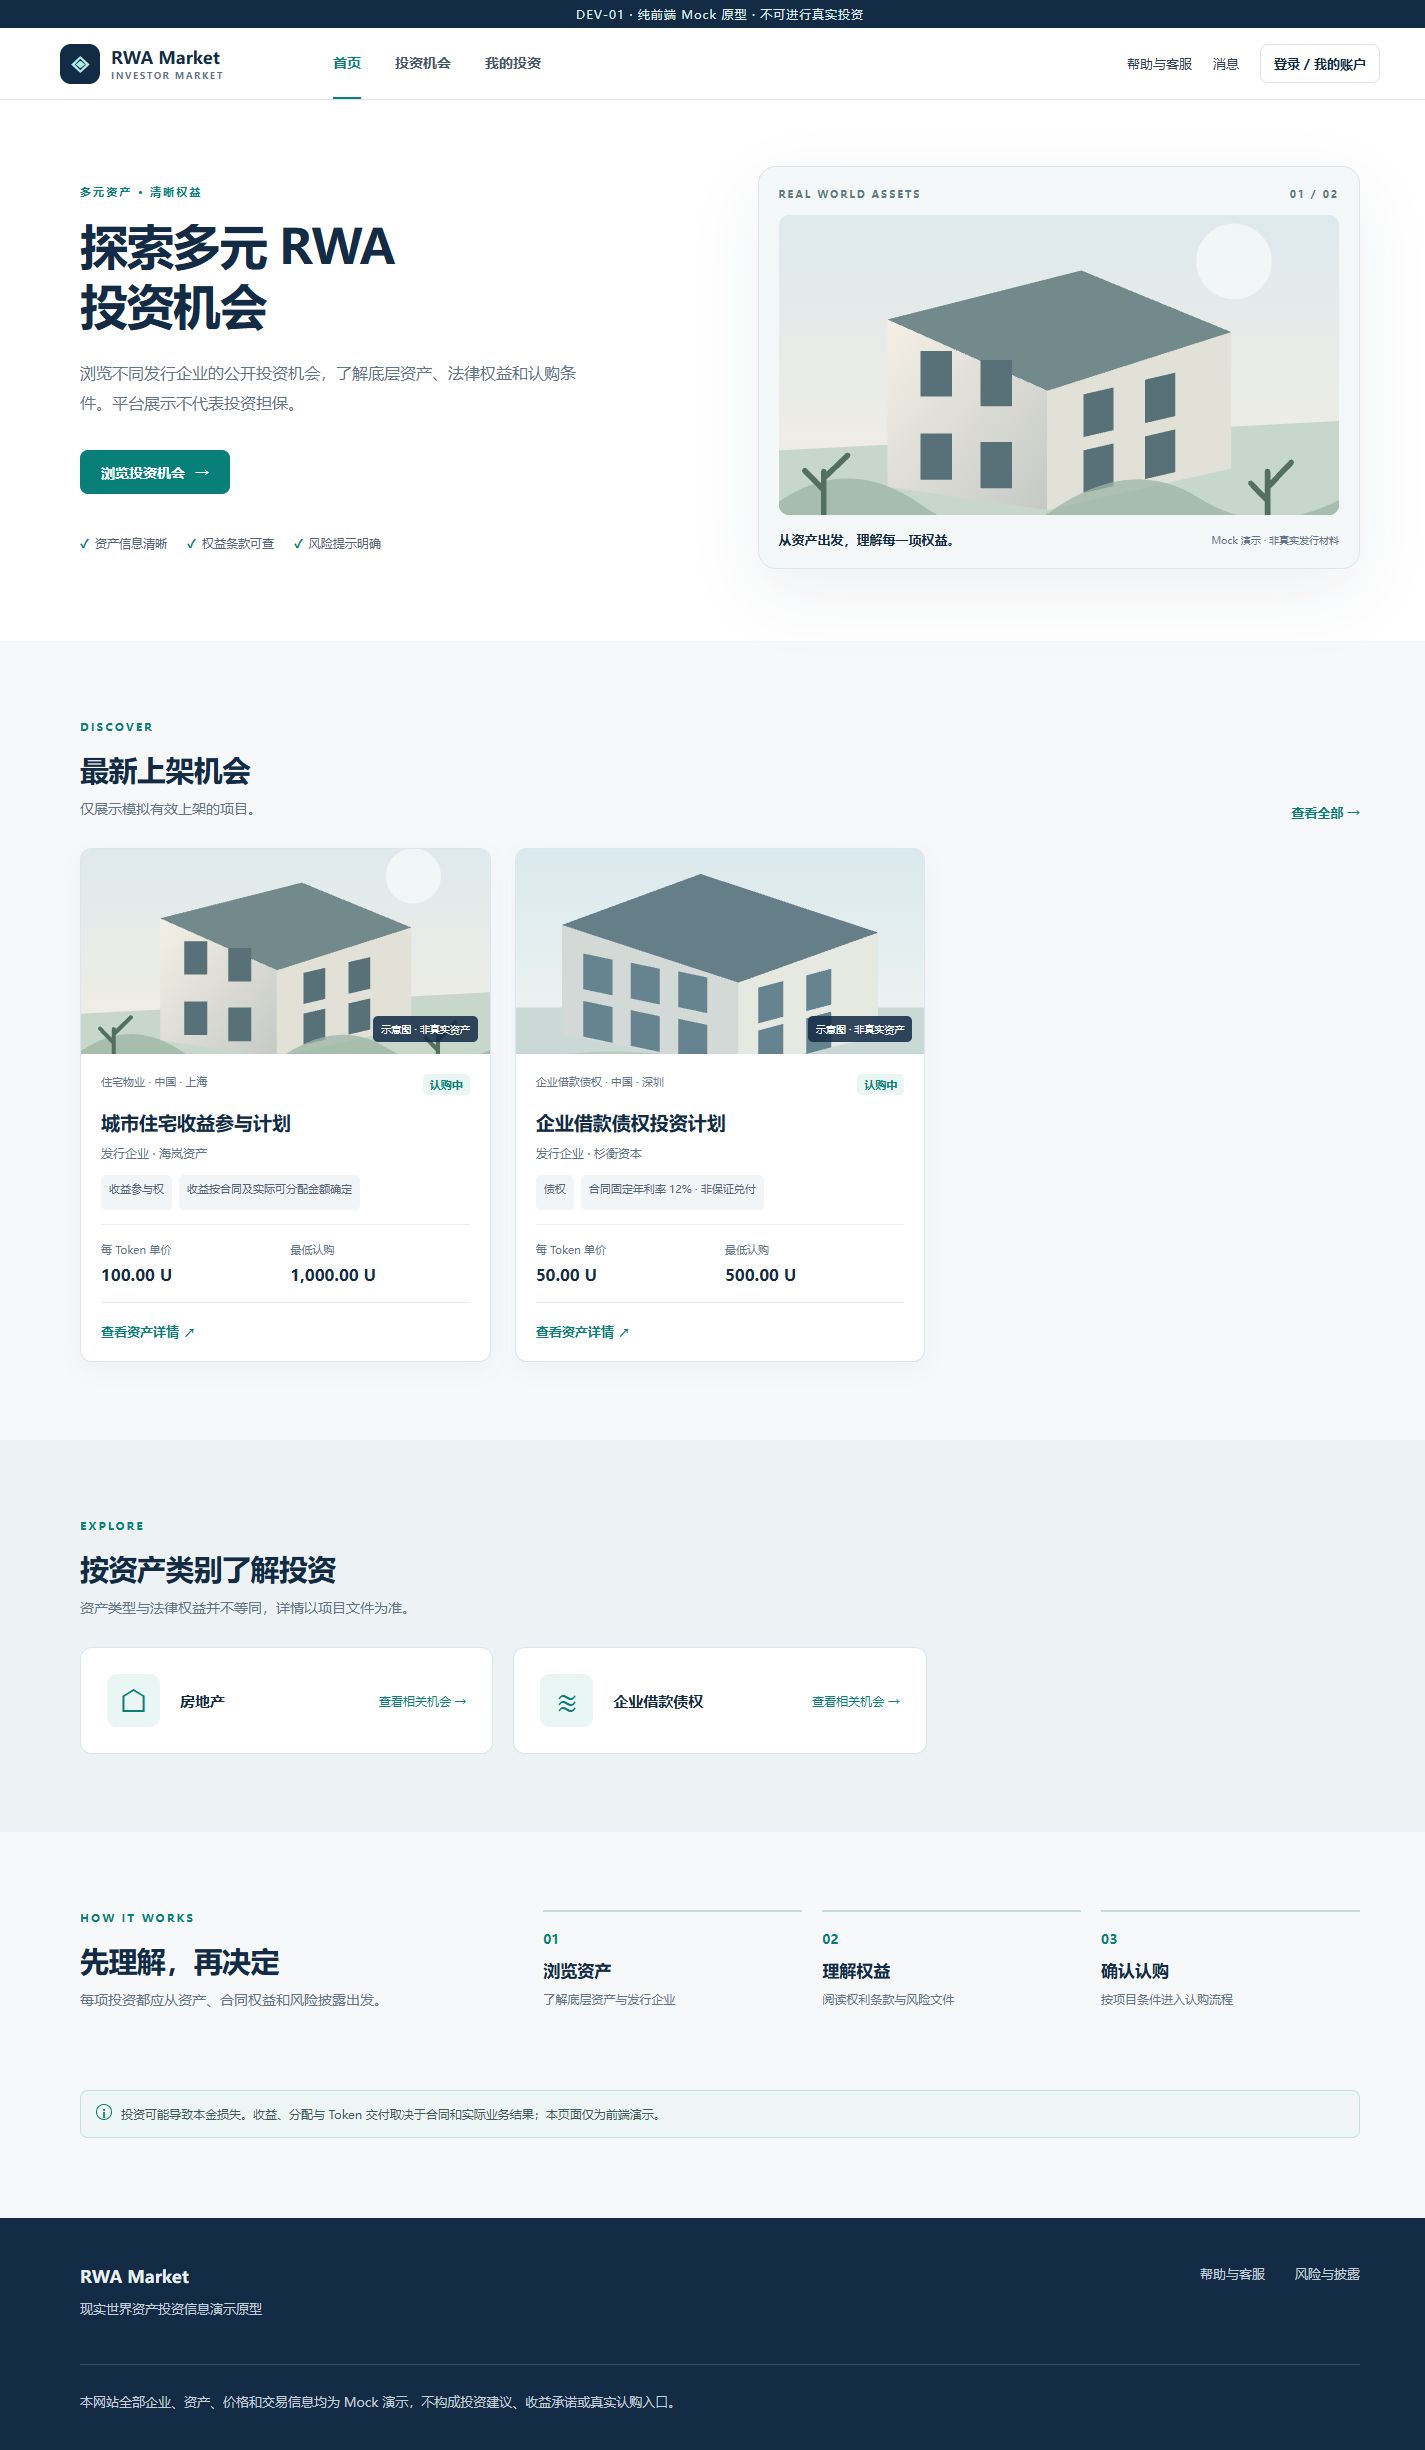 DEV-01 · 纯前端 Mock 原型 · 不可进行真实投资
RWA Market
INVESTOR MARKET
首页
投资机会
我的投资
帮助与客服
消息
登录 / 我的账户
多元资产 · 清晰权益
探索多元 RWA
投资机会
浏览不同发行企业的公开投资机会，了解底层资产、法律权益和认购条
件。平台展示不代表投资担保。
浏览投资机会 →
✓ 资产信息清晰
✓ 权益条款可查
✓ 风险提示明确
REAL WORLD ASSETS
01 / 02
从资产出发，理解每一项权益。
Mock 演示 · 非真实发行材料
DISCOVER
最新上架机会
仅展示模拟有效上架的项目。
查看全部 →
示意图 · 非真实资产
住宅物业 · 中国 · 上海
认购中
城市住宅收益参与计划
发行企业 · 海岚资产
收益参与权
收益按合同及实际可分配金额确定
每 Token 单价
最低认购
100.00 U
1,000.00 U
查看资产详情 ↗
示意图 · 非真实资产
企业借款债权 · 中国 · 深圳
认购中
企业借款债权投资计划
发行企业 · 杉衡资本
债权
合同固定年利率 12% · 非保证兑付
每 Token 单价
最低认购
50.00 U
500.00 U
查看资产详情 ↗
EXPLORE
按资产类别了解投资
资产类型与法律权益并不等同，详情以项目文件为准。
房地产
查看相关机会 →
企业借款债权
查看相关机会 →
HOW IT WORKS
先理解，再决定
每项投资都应从资产、合同权益和风险披露出发。
01
浏览资产
了解底层资产与发行企业
02
理解权益
阅读权利条款与风险文件
03
确认认购
按项目条件进入认购流程
投资可能导致本金损失。收益、分配与 Token 交付取决于合同和实际业务结果；本页面仅为前端演示。
RWA Market
现实世界资产投资信息演示原型
帮助与客服
风险与披露
本网站全部企业、资产、价格和交易信息均为 Mock 演示，不构成投资建议、收益承诺或真实认购入口。